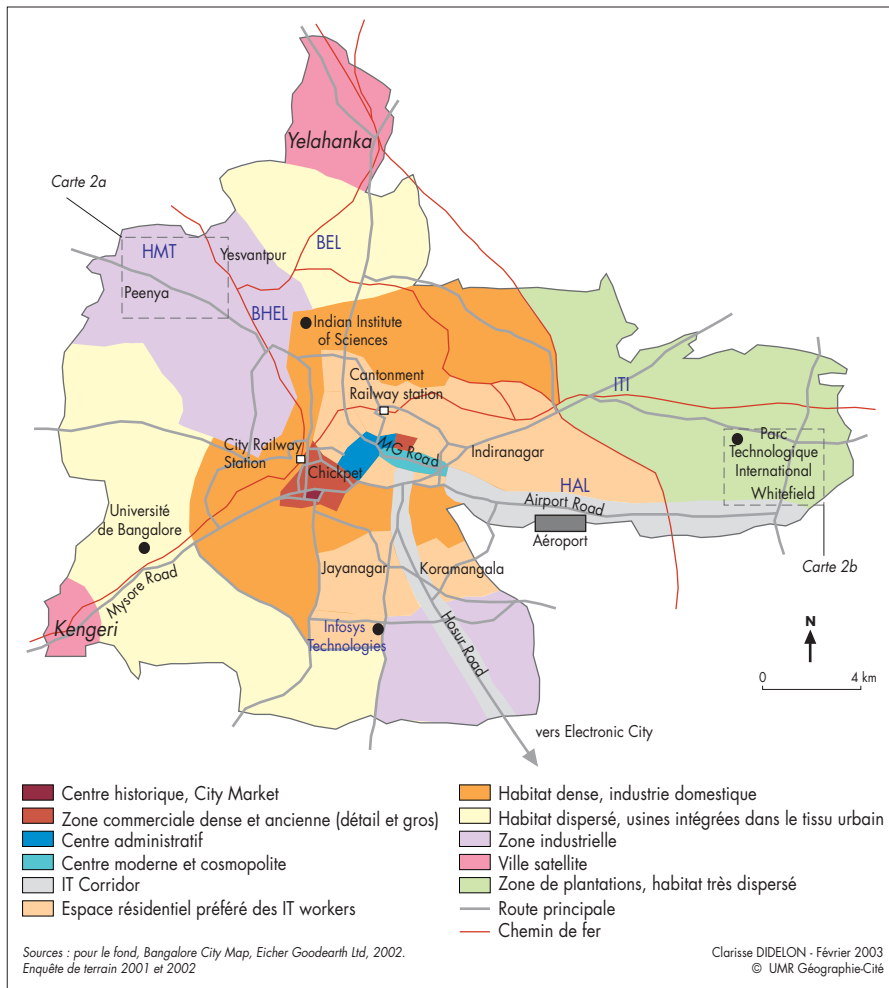 Yelahanka
Carte 2a
HMT
BEL
Yesvantpur
Peenya
BHEL
Indian Institute
of Sciences
Cantonment
Railway station
ITI
City Railway
Station
MG Road
Indiranagar
Parc
Technologique
International
Chickpet
HAL
Whitefield
Airport Road
Université
de Bangalore
Aéroport
Jayanagar
Koramangala
Carte 2b
Mysore Road
Kengeri
Infosys
Technologies
Hosur Road
N
0 4 km
vers Electronic City
Centre historique, City Market
Zone commerciale dense et ancienne (détail et gros)
Centre administratif
Centre moderne et cosmopolite
IT Corridor
Espace résidentiel préféré des IT workers
Habitat dense, industrie domestique
Habitat dispersé, usines intégrées dans le tissu urbain
Zone industrielle
Ville satellite
Zone de plantations, habitat très dispersé
Route principale
Chemin de fer
Sources : pour le fond, Bangalore City Map, Eicher Goodearth Ltd, 2002.
Enquête de terrain 2001 et 2002
Clarisse DIDELON - Février 2003
© UMR Géographie-Cité